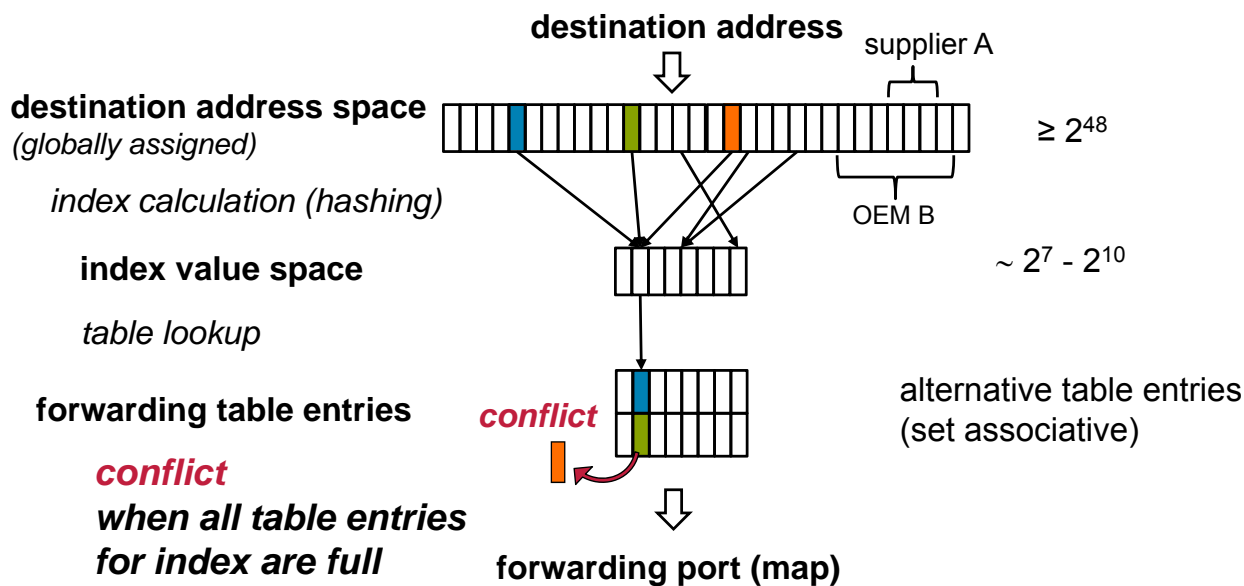 destination address
supplier A
destination address space
(globally assigned)
≥ 2^48
index calculation (hashing)
OEM B
index value space
~ 2^7 - 2^10
table lookup
forwarding table entries
conflict
alternative table entries
(set associative)
conflict
when all table entries
for index are full
forwarding port (map)